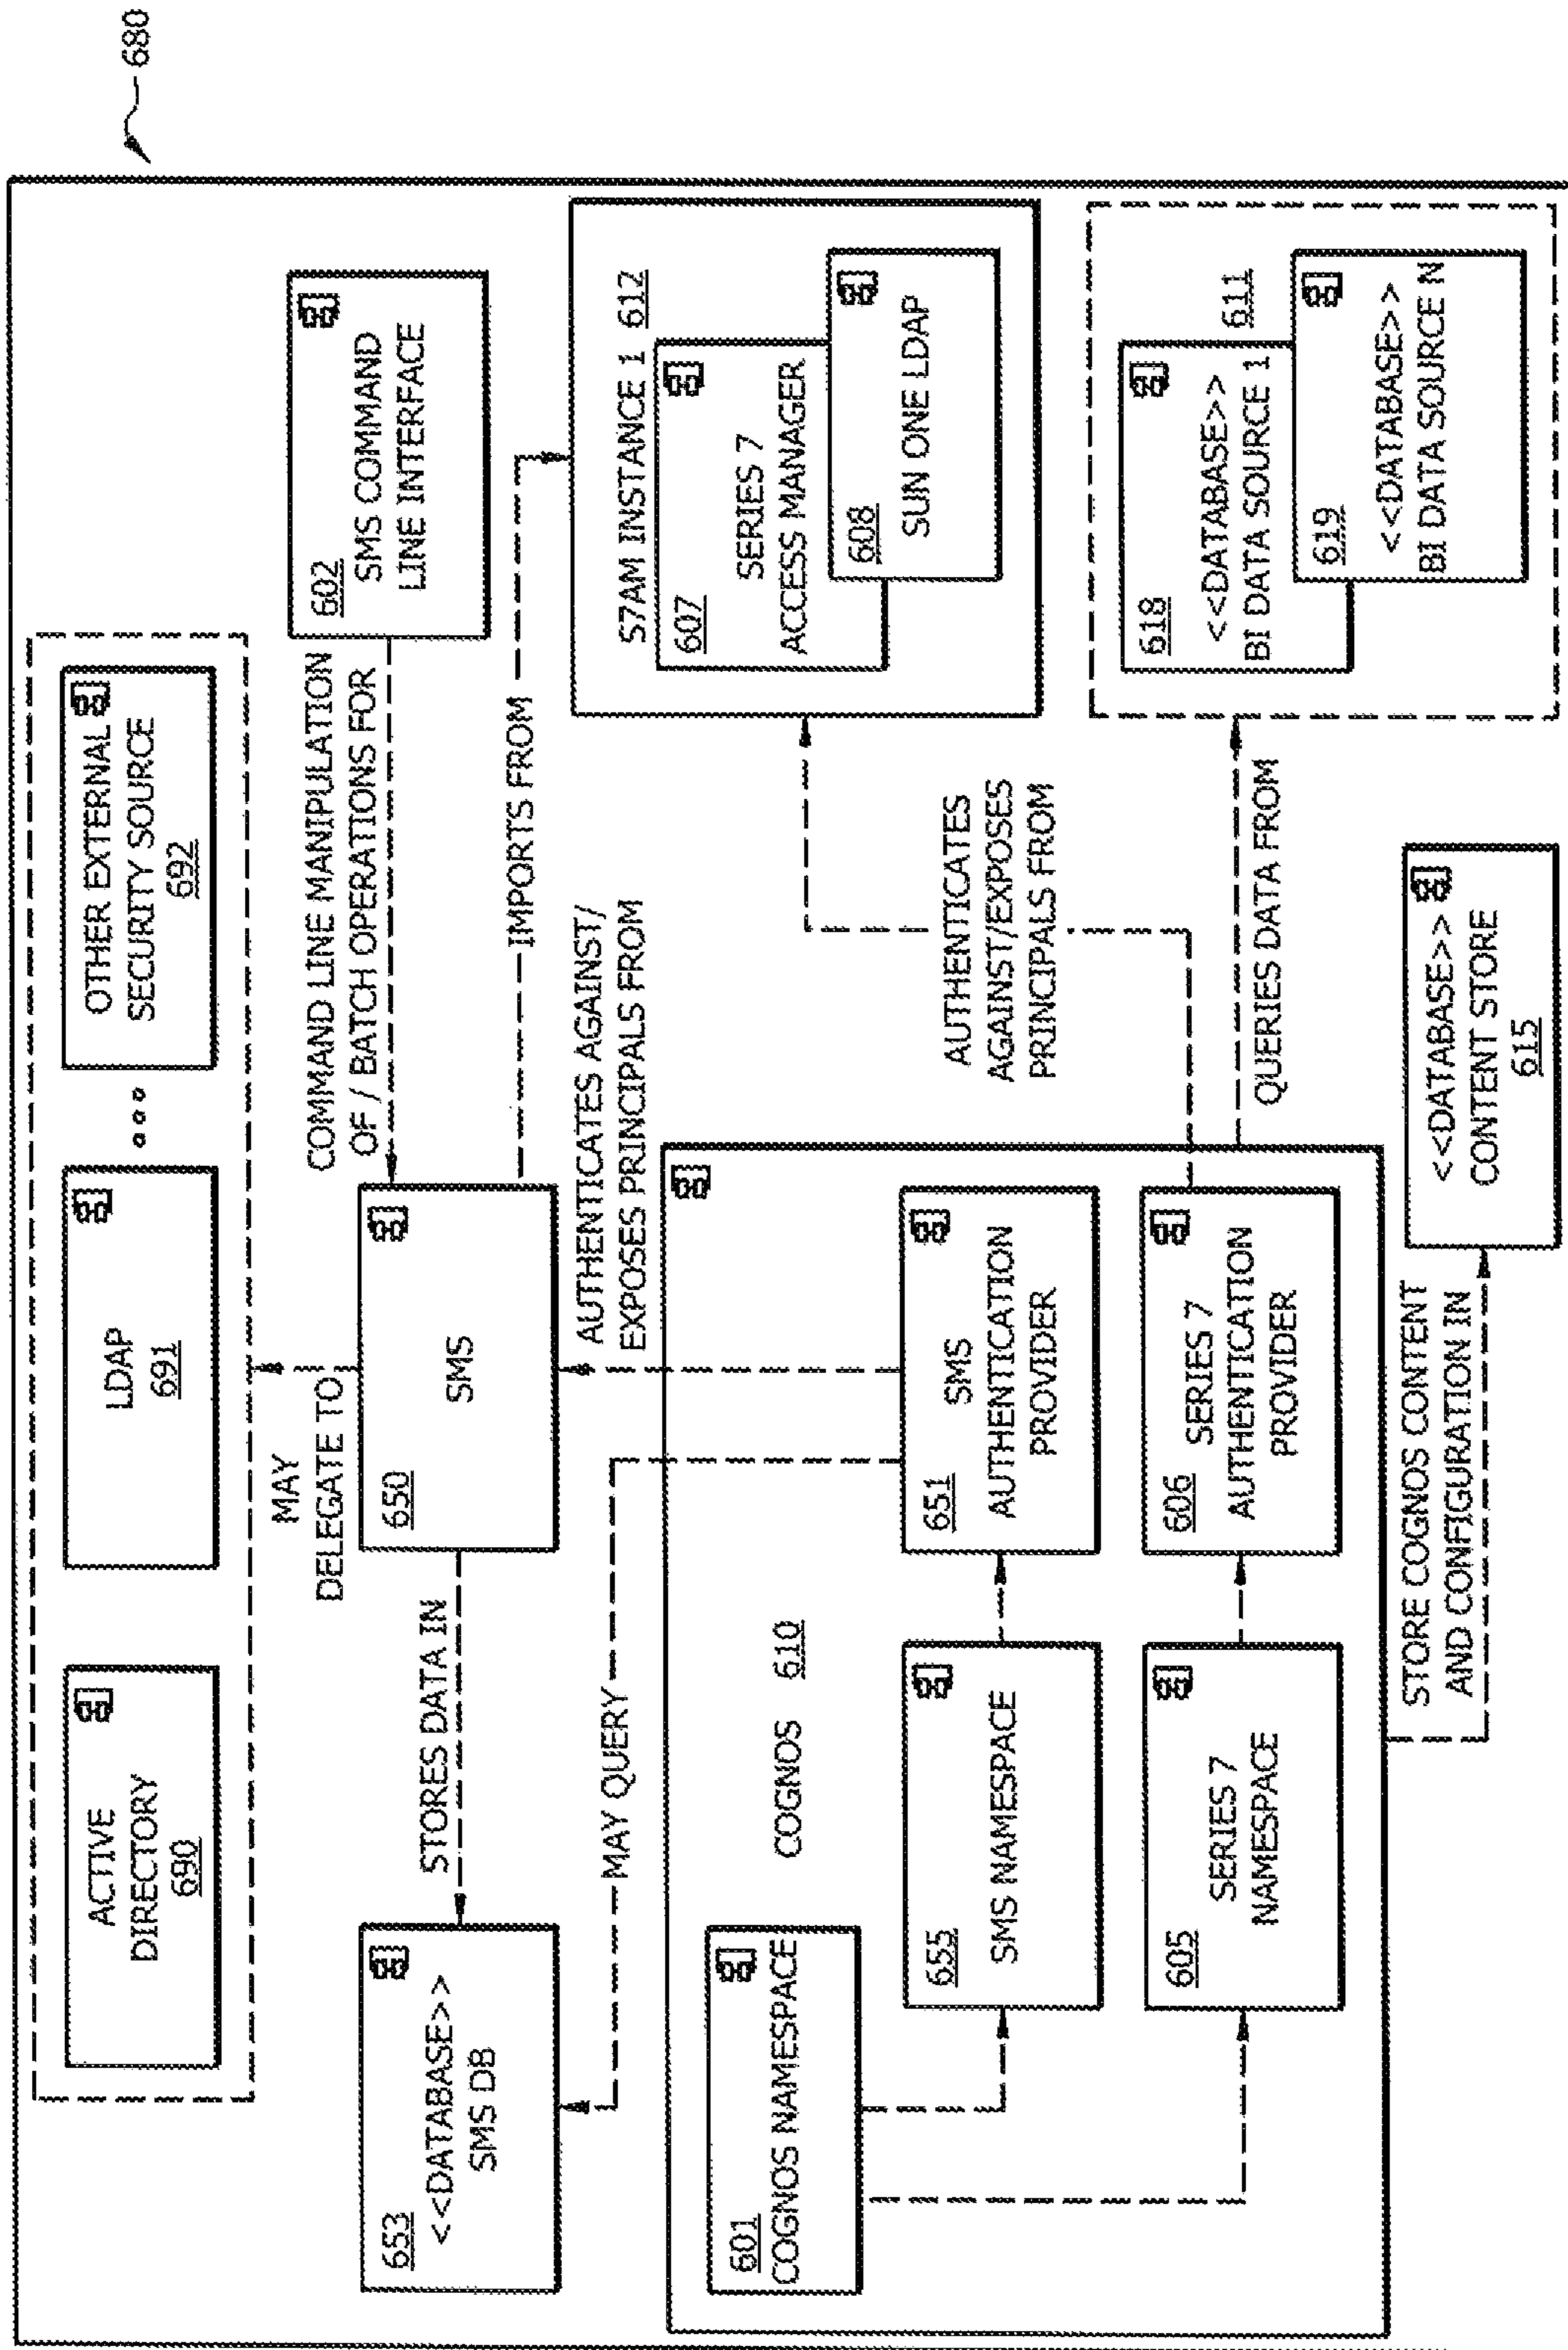 680
ACTIVE
DIRECTORY
690
LDAP
691
OTHER EXTERNAL
SECURITY SOURCE
692
MAY
DELEGATE TO
COMMAND LINE MANIPULATION
OF / BATCH OPERATIONS FOR
602
SMS COMMAND
LINE INTERFACE
653
<<DATABASE>>
SMS DB
STORES DATA IN
650
SMS
IMPORTS FROM
AUTHENTICATES AGAINST/
EXPOSES PRINCIPALS FROM
MAY QUERY
S7AM INSTANCE 1 612
607
SERIES 7
ACCESS MANAGER
608
SUN ONE LDAP
601
COGNOS NAMESPACE
COGNOS 610
655
SMS NAMESPACE
651
SMS
AUTHENTICATION
PROVIDER
605
SERIES 7
NAMESPACE
606
SERIES 7
AUTHENTICATION
PROVIDER
AUTHENTICATES
AGAINST/EXPOSES
PRINCIPALS FROM
QUERIES DATA FROM
618
<<DATABASE>>
BI DATA SOURCE 1
611
619
<<DATABASE>>
BI DATA SOURCE N
STORE COGNOS CONTENT
AND CONFIGURATION IN
<<DATABASE>>
CONTENT STORE
615